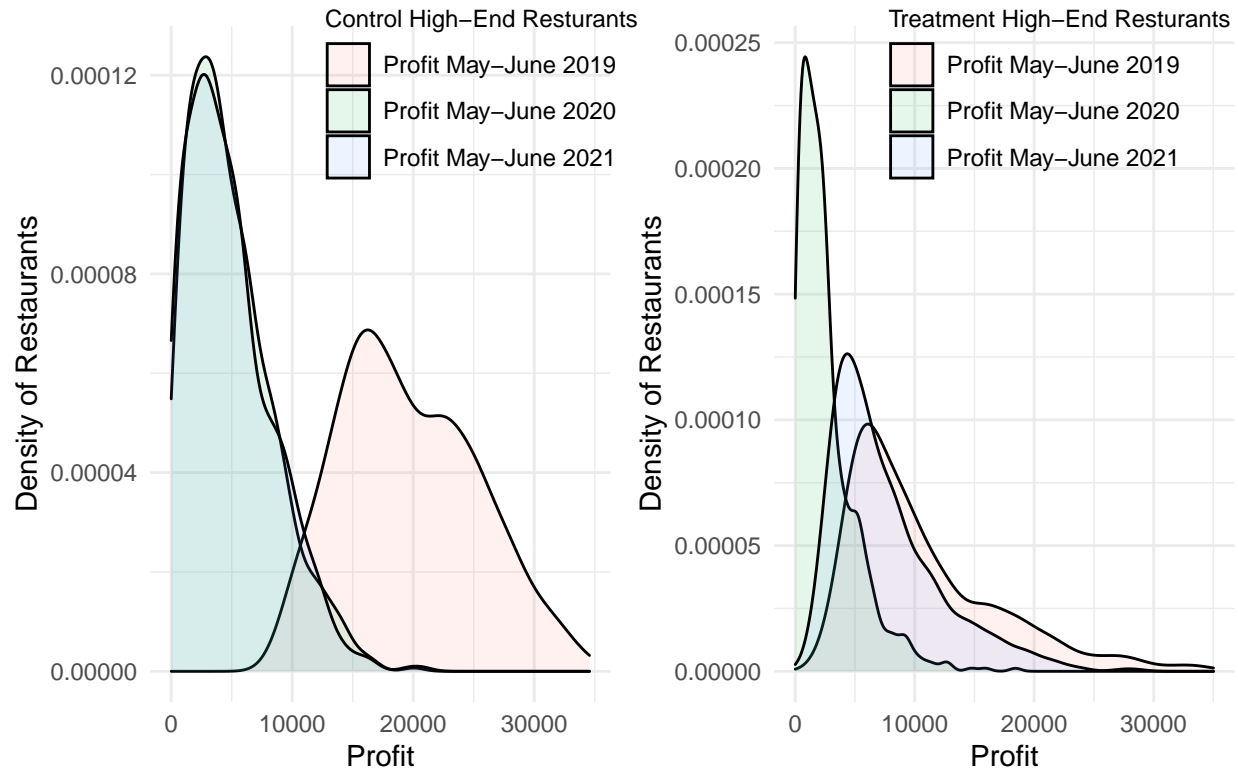 Control High−End Resturants
Profit May−June 2019
Profit May−June 2020
Profit May−June 2021
Density of Restaurants
0.00012
0.00008
0.00004
0.00000
0
10000
20000
30000
Profit
Treatment High−End Resturants
Profit May−June 2019
Profit May−June 2020
Profit May−June 2021
Density of Restaurants
0.00025
0.00020
0.00015
0.00010
0.00005
0.00000
0
10000
20000
30000
Profit